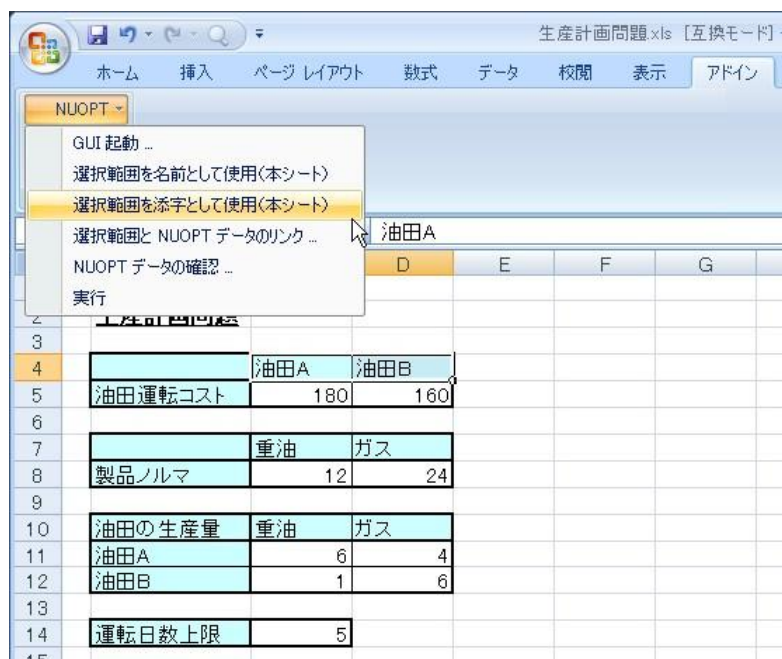 生産計画問題.xls [互換モード] -
ホーム 挿入 ページ レイアウト 数式 データ 校閲 表示 アドイン
NUOPT
GUI 起動 ...
選択範囲を名前として使用(本シート)
選択範囲を添字として使用(本シート)
選択範囲と NUOPT データのリンク ...
NUOPT データの確認 ...
実行
油田A
D E F G
2 生産計画問題
3
4 油田A 油田B
5 油田運転コスト 180 160
6
7 重油 ガス
8 製品ノルマ 12 24
9
10 油田の生産量 重油 ガス
11 油田A 6 4
12 油田B 1 6
13
14 運転日数上限 5
15